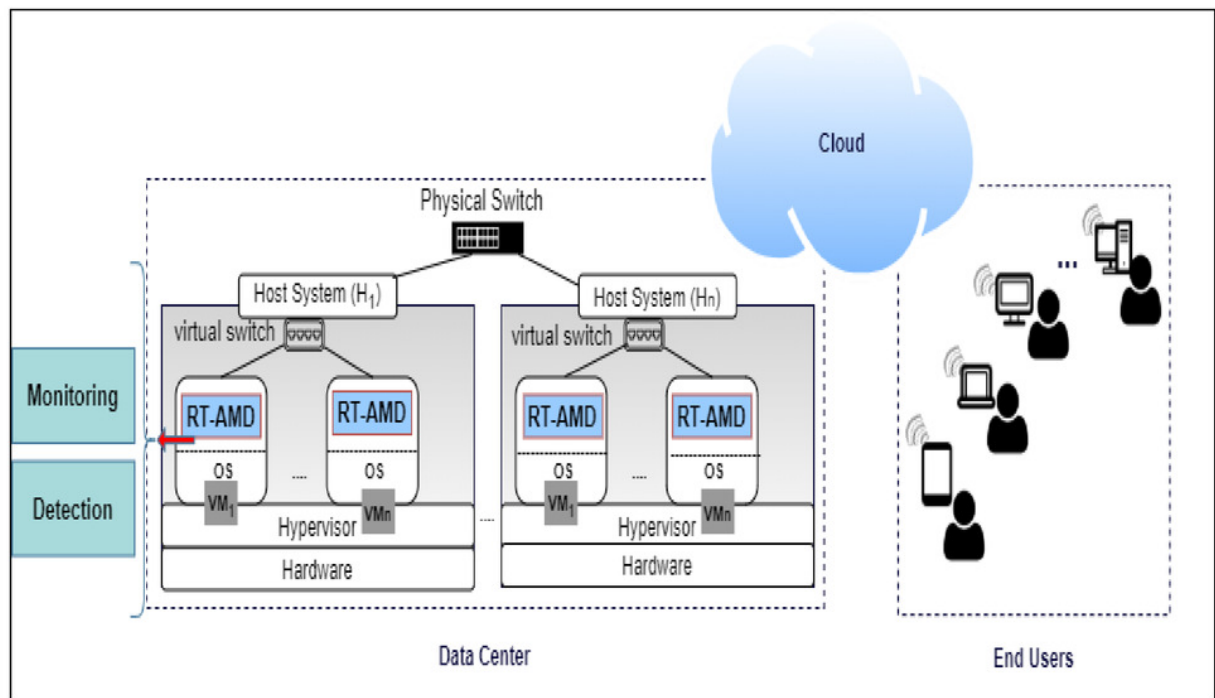 Cloud
Physical Switch
Host System (H1)
Host System (Hn)
virtual switch
virtual switch
Monitoring
Detection
RT-AMD
RT-AMD
RT-AMD
RT-AMD
OS
....
OS
OS
....
OS
VM1
VMn
VM1
VMn
Hypervisor
....
Hypervisor
Hardware
Hardware
...
Data Center
End Users